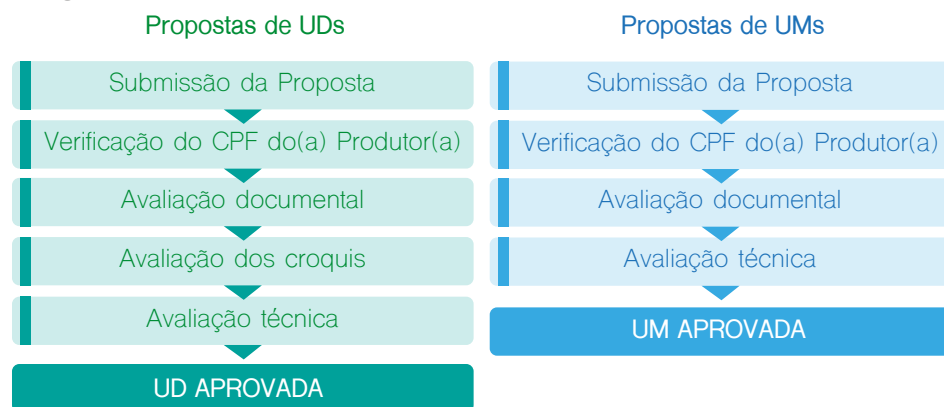 Propostas de UDs
Submissão da Proposta
Verificação do CPF do(a) Produtor(a)
Avaliação documental
Avaliação dos croquis
Avaliação técnica
UD APROVADA
Propostas de UMs
Submissão da Proposta
Verificação do CPF do(a) Produtor(a)
Avaliação documental
Avaliação técnica
UM APROVADA